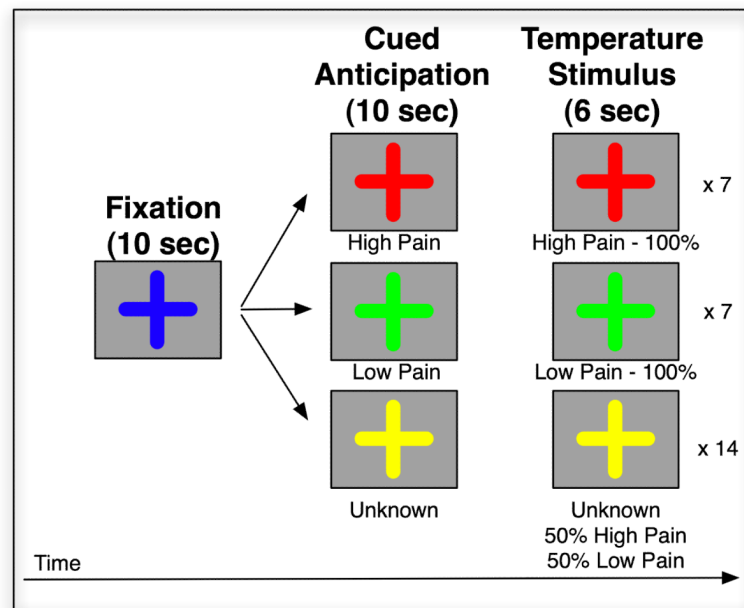 Cued
Anticipation
(10 sec)
Temperature
Stimulus
(6 sec)
Fixation
(10 sec)
High Pain
High Pain - 100%
x 7
Low Pain
Low Pain - 100%
x 7
Unknown
Unknown
50% High Pain
50% Low Pain
x 14
Time